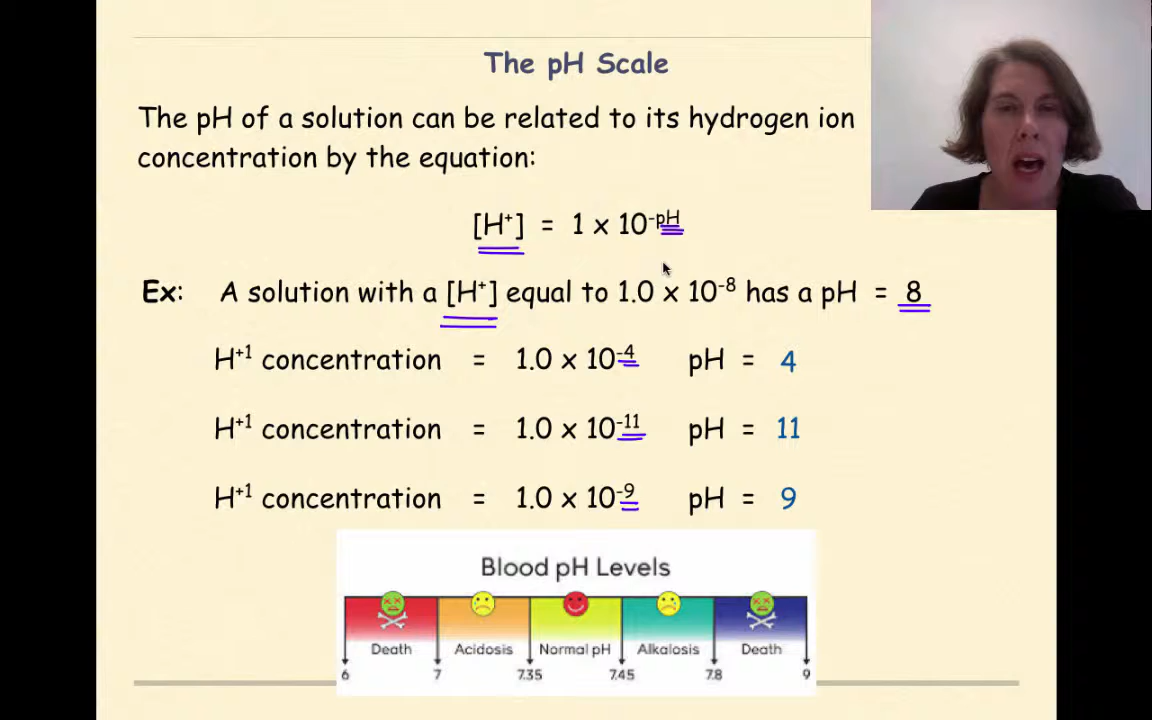 The pH Scale
The pH of a solution can be related to its hydrogen ion
concentration by the equation:
[H⁺] = 1 x 10⁻ᵖᴴ
Ex: A solution with a [H⁺] equal to 1.0 x 10⁻⁸ has a pH = 8
H⁺¹ concentration = 1.0 x 10⁻⁴ pH = 4
H⁺¹ concentration = 1.0 x 10⁻¹¹ pH = 11
H⁺¹ concentration = 1.0 x 10⁻⁹ pH = 9
Blood pH Levels
Death Acidosis Normal pH Alkalosis Death
6 7 7.35 7.45 7.8 9